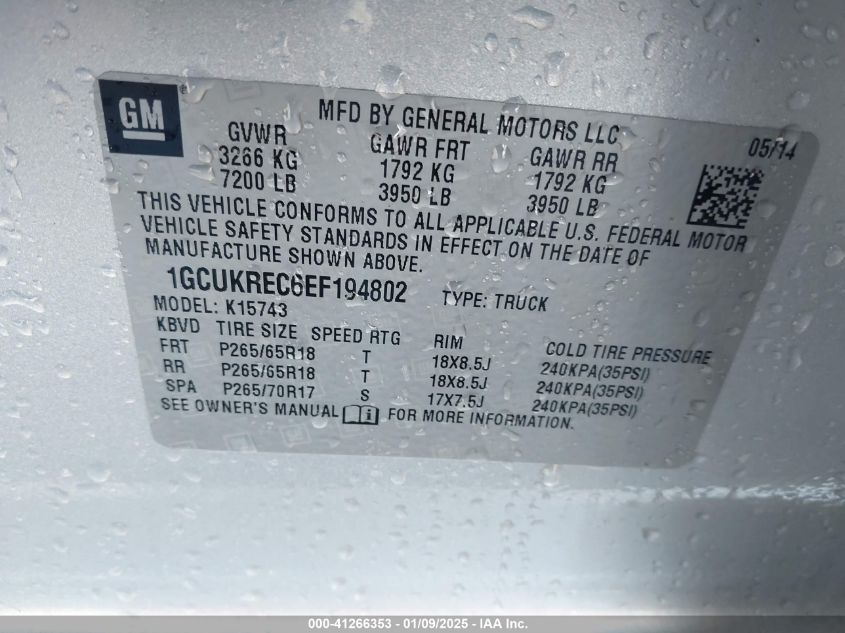 GM
MFD BY GENERAL MOTORS LLC
05/14
GVWR GAWR FRT GAWR RR
3266 KG 1792 KG 1792 KG
7200 LB 3950 LB 3950 LB
THIS VEHICLE CONFORMS TO ALL APPLICABLE U.S. FEDERAL MOTOR
VEHICLE SAFETY STANDARDS IN EFFECT ON THE DATE OF
MANUFACTURE SHOWN ABOVE.
1GCUKREC6EF194802 TYPE: TRUCK
MODEL: K15743
KBVD TIRE SIZE SPEED RTG RIM COLD TIRE PRESSURE
FRT P265/65R18 T 18X8.5J 240KPA(35PSI)
RR P265/65R18 T 18X8.5J 240KPA(35PSI)
SPA P265/70R17 S 17X7.5J 240KPA(35PSI)
SEE OWNER'S MANUAL FOR MORE INFORMATION.
000-41266353 - 01/09/2025 - IAA Inc.